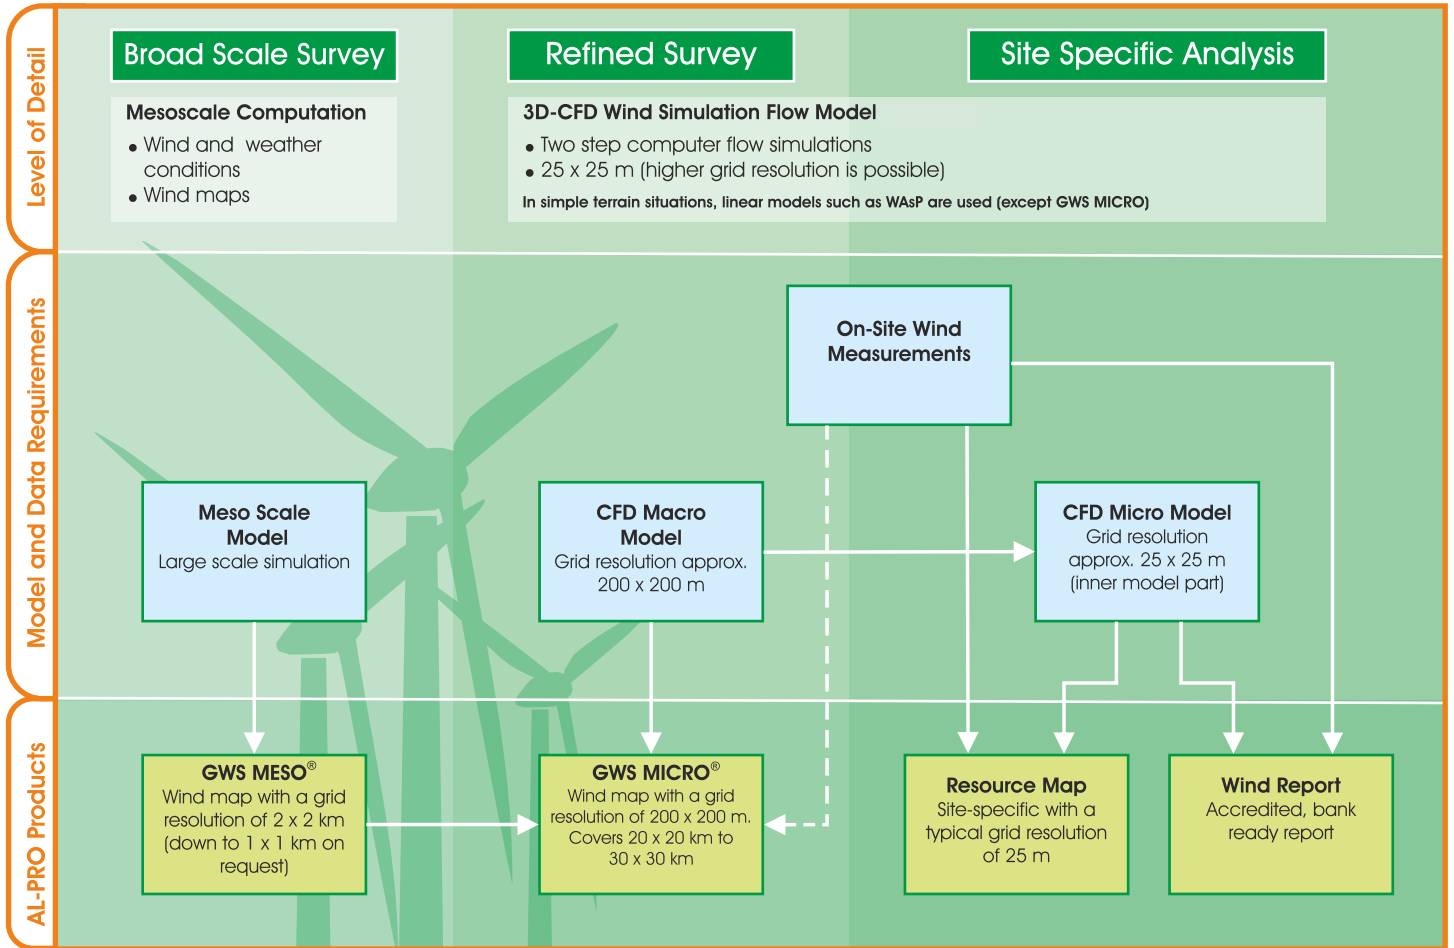 Level of Detail
Broad Scale Survey
Refined Survey
Site Specific Analysis
Mesoscale Computation
• Wind and weather
conditions
• Wind maps
3D-CFD Wind Simulation Flow Model
• Two step computer flow simulations
• 25 x 25 m (higher grid resolution is possible)
In simple terrain situations, linear models such as WAsP are used (except GWS MICRO)
Model and Data Requirements
On-Site Wind
Measurements
Meso Scale
Model
Large scale simulation
CFD Macro
Model
Grid resolution approx.
200 x 200 m
CFD Micro Model
Grid resolution
approx. 25 x 25 m
(inner model part)
AL-PRO Products
GWS MESO®
Wind map with a grid
resolution of 2 x 2 km
(down to 1 x 1 km on
request)
GWS MICRO®
Wind map with a grid
resolution of 200 x 200 m.
Covers 20 x 20 km to
30 x 30 km
Resource Map
Site-specific with a
typical grid resolution
of 25 m
Wind Report
Accredited, bank
ready report